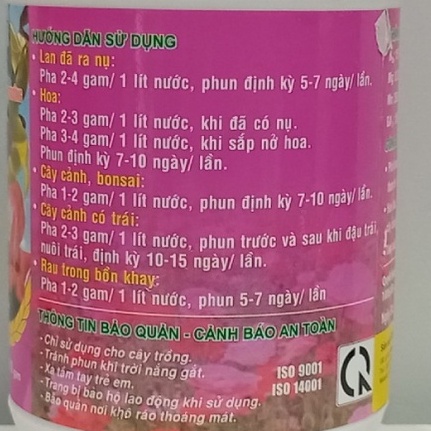 HƯỚNG DẪN SỬ DỤNG
• Lan đã ra nụ:
Pha 2-4 gam/ 1 lít nước, phun định kỳ 5-7 ngày/ lần.
• Hoa:
Pha 2-3 gam/ 1 lít nước, khi đã có nụ.
Pha 3-4 gam/ 1 lít nước, khi sắp nở hoa.
Phun định kỳ 7-10 ngày/ lần.
• Cây cảnh, bonsai:
Pha 1-2 gam/ 1 lít nước, phun định kỳ 7-10 ngày/ lần.
• Cây cảnh có trái:
Pha 2-3 gam/ 1 lít nước, phun trước và sau khi đậu trái,
nuôi trái, định kỳ 10-15 ngày/ lần.
• Rau trong bồn khay:
Pha 1-2 gam/ 1 lít nước, phun 5-7 ngày/ lần
THÔNG TIN BẢO QUẢN - CẢNH BÁO AN TOÀN
- Chỉ sử dụng cho cây trồng.
- Tránh phun khi trời nắng gắt.
- Xa tầm tay trẻ em.
- Trang bị bảo hộ lao động khi sử dụng.
- Bảo quản nơi khô ráo thoáng mát.
ISO 9001
ISO 14001